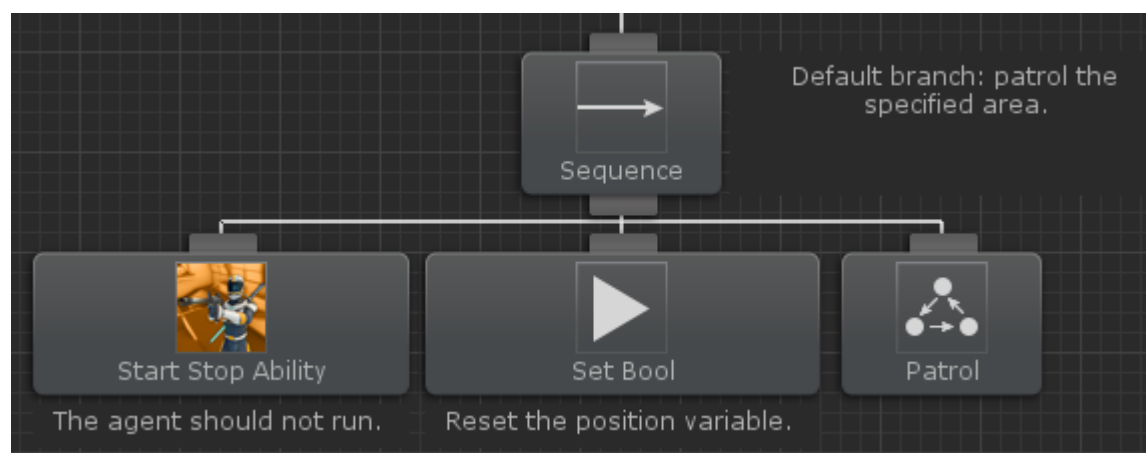 Default branch: patrol the
specified area.
Sequence
Start Stop Ability
Set Bool
Patrol
The agent should not run.
Reset the position variable.